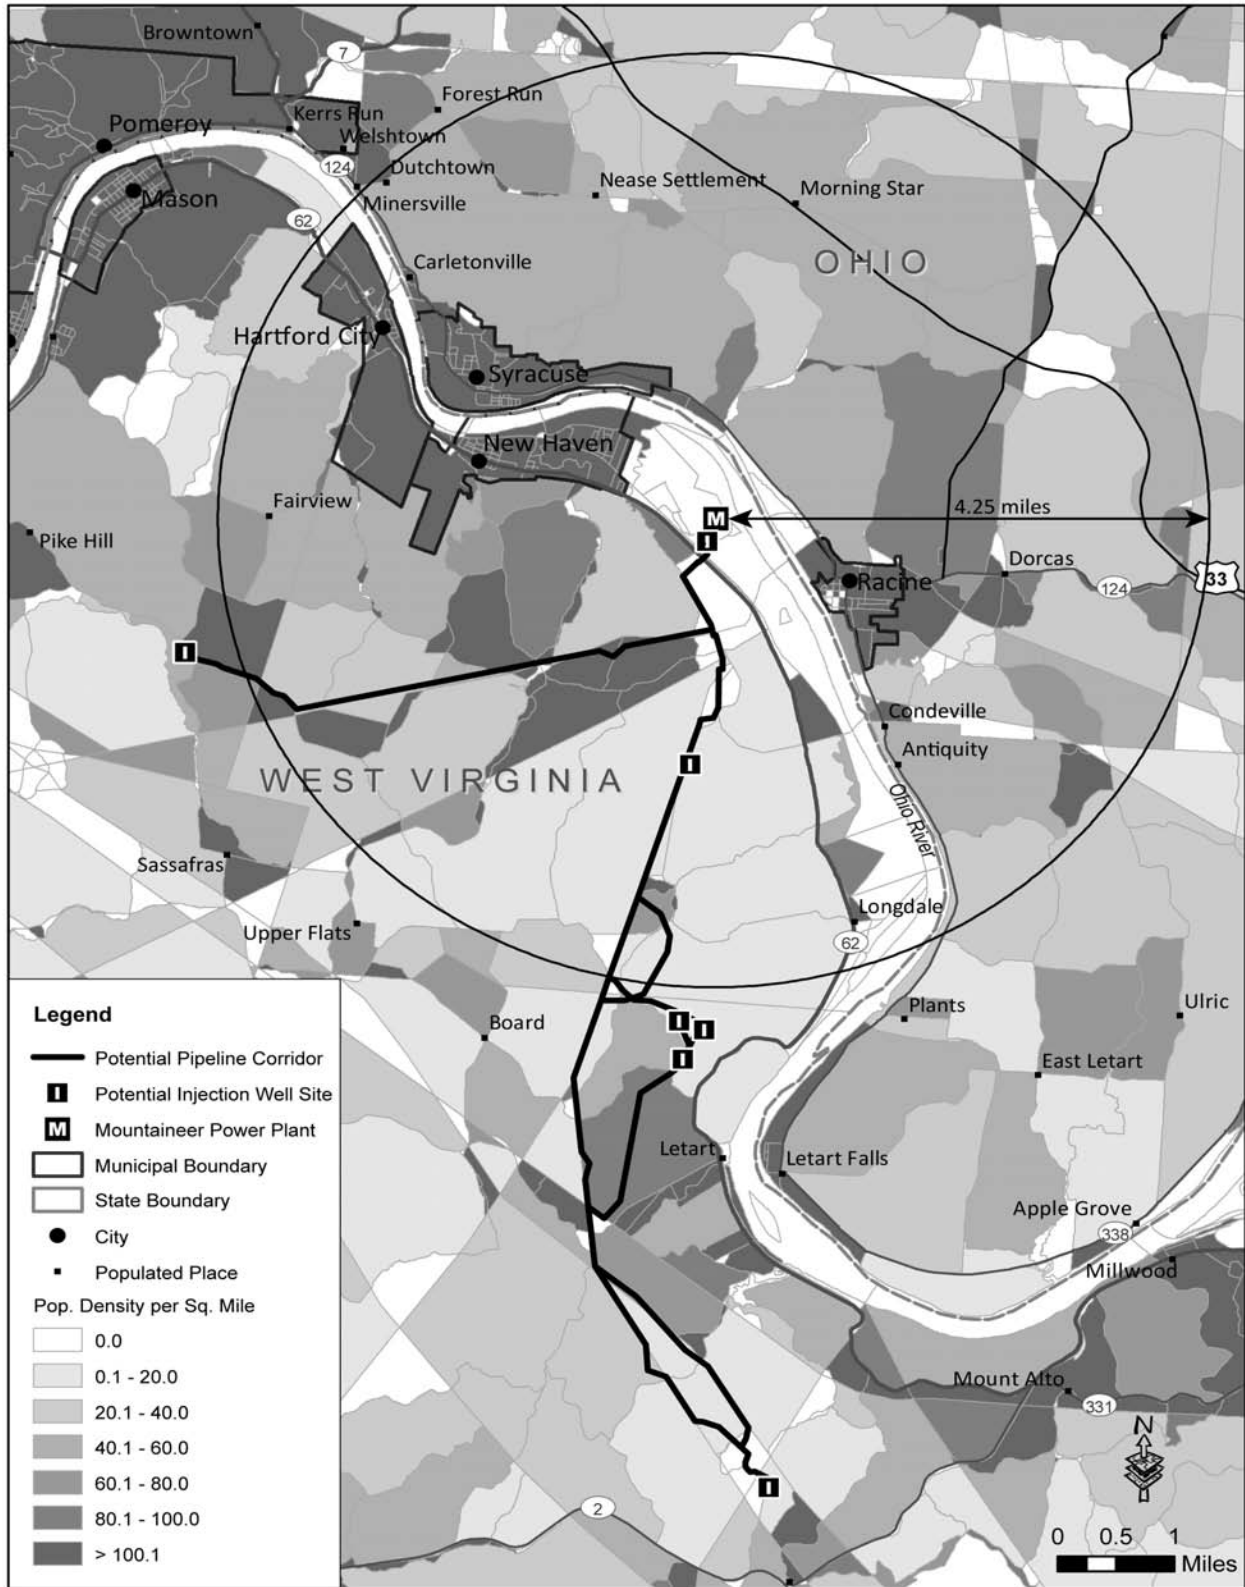 Browntown
7
Forest Run
Kerrs Run
Pomeroy
Welshtown
124
Dutchtown
Nease Settlement
Morning Star
Mason
Minersville
62
OHIO
Carletonville
Hartford City
Syracuse
New Haven
Fairview
4.25 miles
M
Pike Hill
I
Dorcas
Racine
33
124
I
Condeville
Antiquity
I
WEST VIRGINIA
Ohio River
Sassafras
Longdale
Upper Flats
62
Ulric
Plants
Board
I
I
I
East Letart
Letart
Letart Falls
Apple Grove
338
Millwood
Mount Alto
331
I
2
N
0 0.5 1
Miles
Legend
Potential Pipeline Corridor
I Potential Injection Well Site
M Mountaineer Power Plant
Municipal Boundary
State Boundary
City
Populated Place
Pop. Density per Sq. Mile
0.0
0.1 - 20.0
20.1 - 40.0
40.1 - 60.0
60.1 - 80.0
80.1 - 100.0
> 100.1